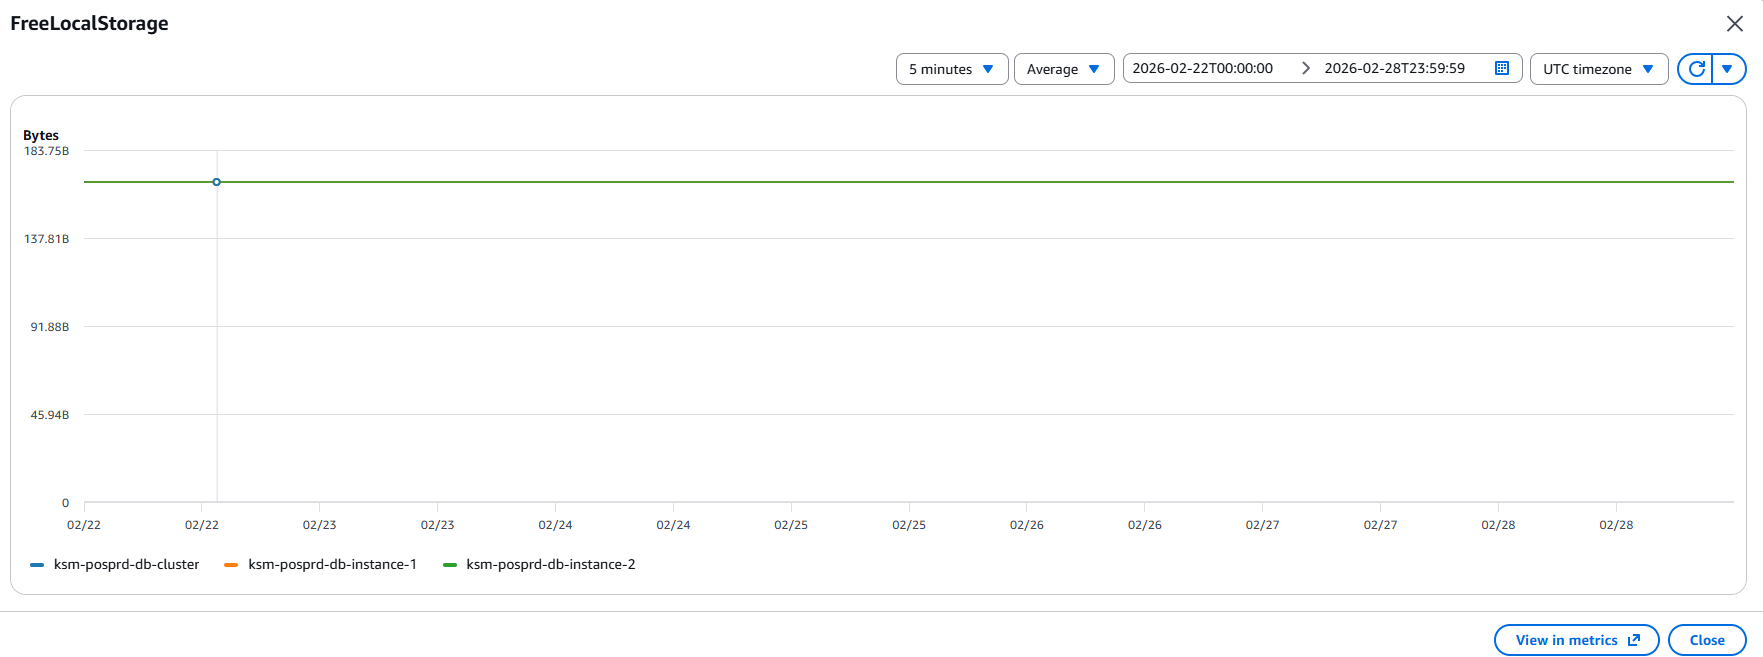 FreeLocalStorage
5 minutes Average 2026-02-22T00:00:00 2026-02-28T23:59:59 UTC timezone
Bytes
183.75B
137.81B
91.88B
45.94B
0
02/22 02/22 02/23 02/23 02/24 02/24 02/25 02/25 02/26 02/26 02/27 02/27 02/28 02/28
ksm-posprd-db-cluster ksm-posprd-db-instance-1 ksm-posprd-db-instance-2
View in metrics Close